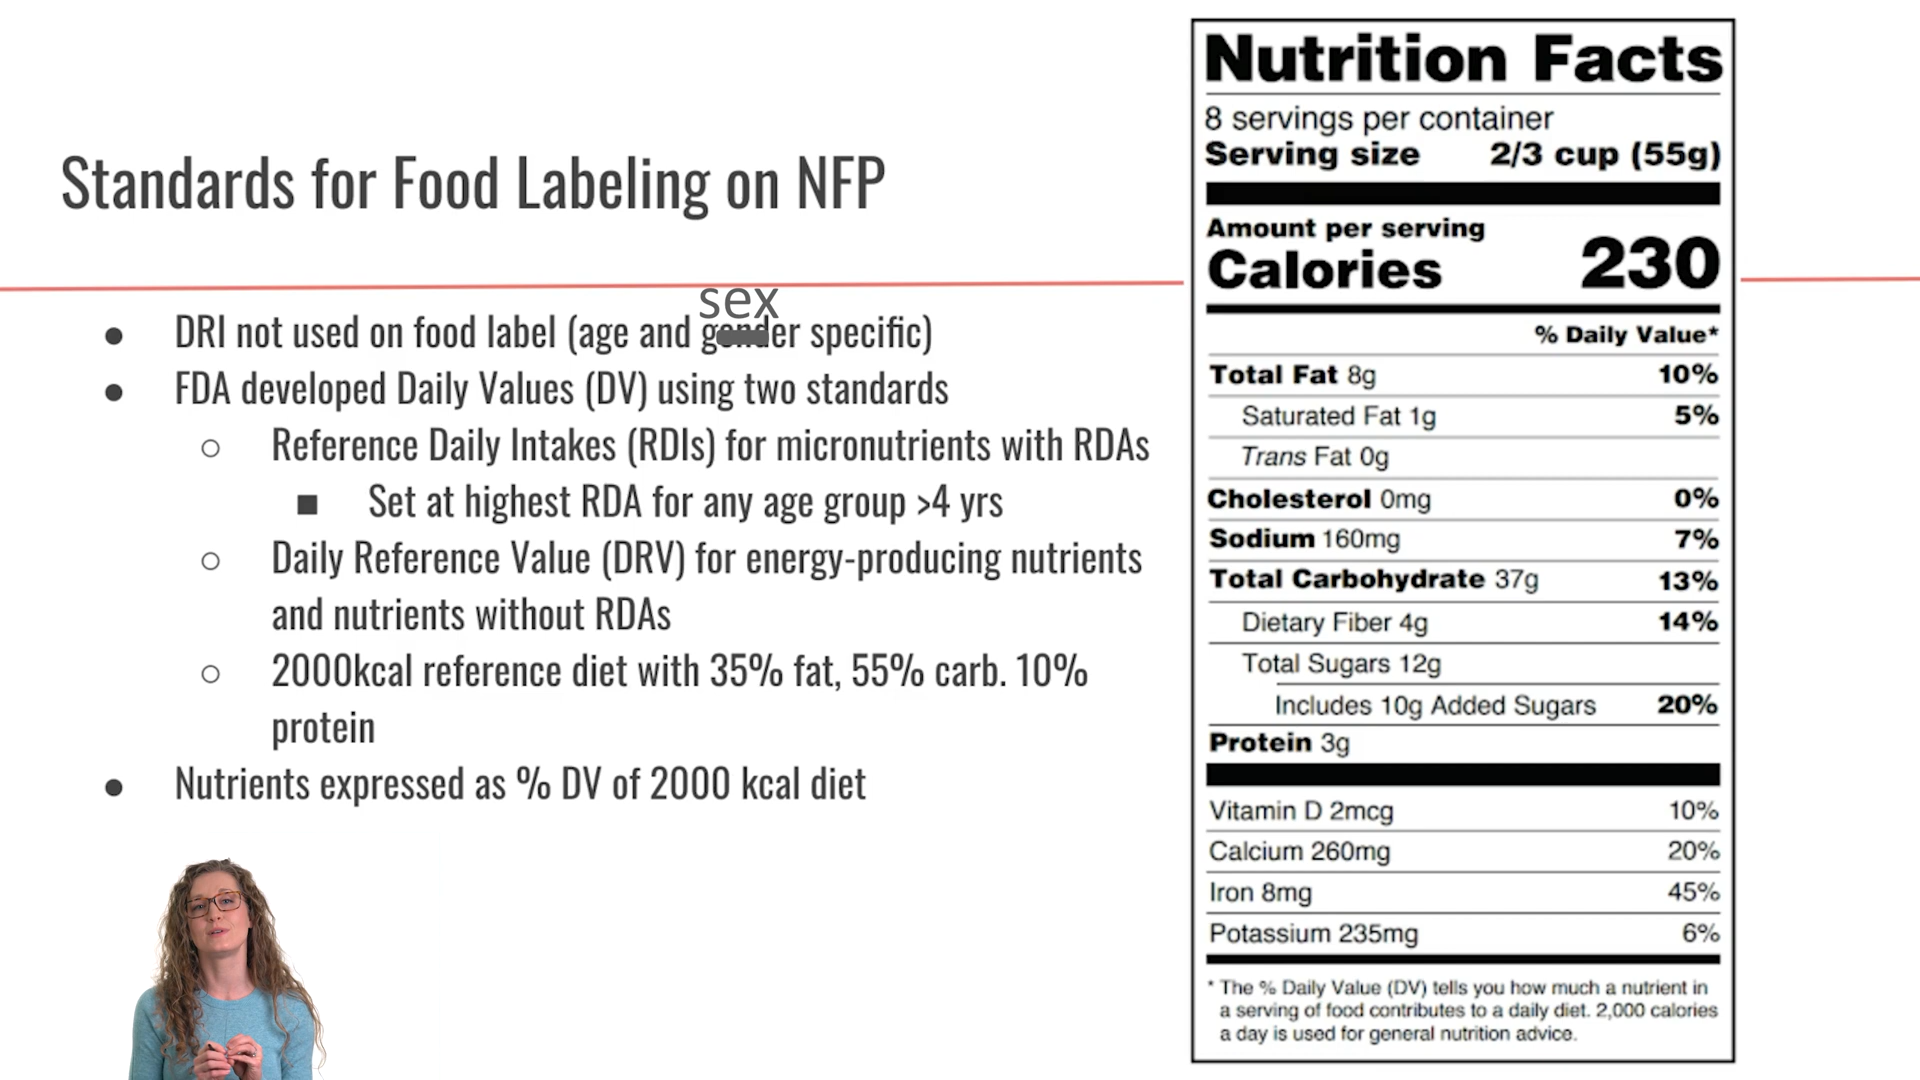 Standards for Food Labeling on NFP
sex
● DRI not used on food label (age and gender specific)
● FDA developed Daily Values (DV) using two standards
○ Reference Daily Intakes (RDIs) for micronutrients with RDAs
■ Set at highest RDA for any age group >4 yrs
○ Daily Reference Value (DRV) for energy-producing nutrients
and nutrients without RDAs
○ 2000kcal reference diet with 35% fat, 55% carb. 10%
protein
● Nutrients expressed as % DV of 2000 kcal diet
Nutrition Facts
8 servings per container
Serving size 2/3 cup (55g)
Amount per serving
Calories 230
% Daily Value*
Total Fat 8g 10%
Saturated Fat 1g 5%
Trans Fat 0g
Cholesterol 0mg 0%
Sodium 160mg 7%
Total Carbohydrate 37g 13%
Dietary Fiber 4g 14%
Total Sugars 12g
Includes 10g Added Sugars 20%
Protein 3g
Vitamin D 2mcg 10%
Calcium 260mg 20%
Iron 8mg 45%
Potassium 235mg 6%
* The % Daily Value (DV) tells you how much a nutrient in
a serving of food contributes to a daily diet. 2,000 calories
a day is used for general nutrition advice.